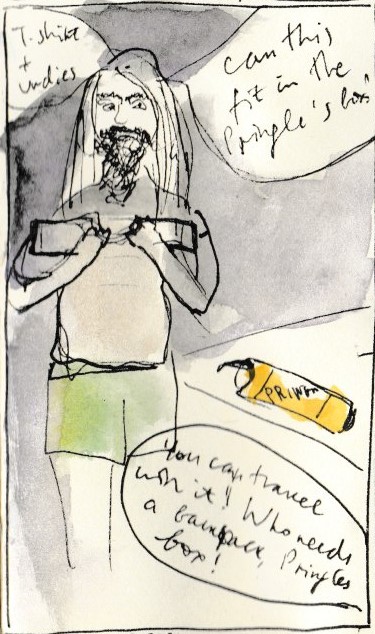 T-shirt
+
undies
can this
fit in the
Pringle's box
You can travel
with it! Who needs
a backpack, Pringles
box!